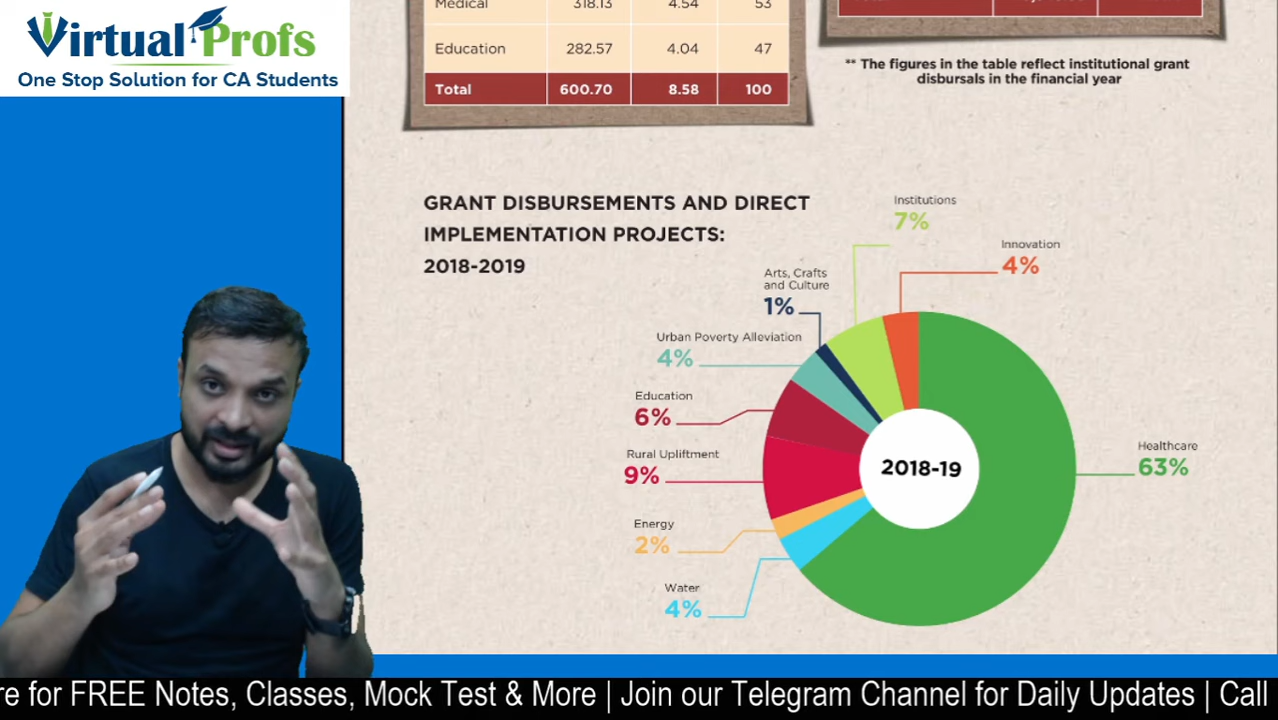 Virtual Profs
One Stop Solution for CA Students
Medical 318.13 4.54 53
Education 282.57 4.04 47
Total 600.70 8.58 100
** The figures in the table reflect institutional grant
disbursals in the financial year
GRANT DISBURSEMENTS AND DIRECT
IMPLEMENTATION PROJECTS:
2018-2019
Institutions
7%
Innovation
4%
Arts, Crafts
and Culture
1%
Urban Poverty Alleviation
4%
Education
6%
Rural Upliftment
9%
Energy
2%
Water
4%
2018-19
Healthcare
63%
re for FREE Notes, Classes, Mock Test & More | Join our Telegram Channel for Daily Updates | Call